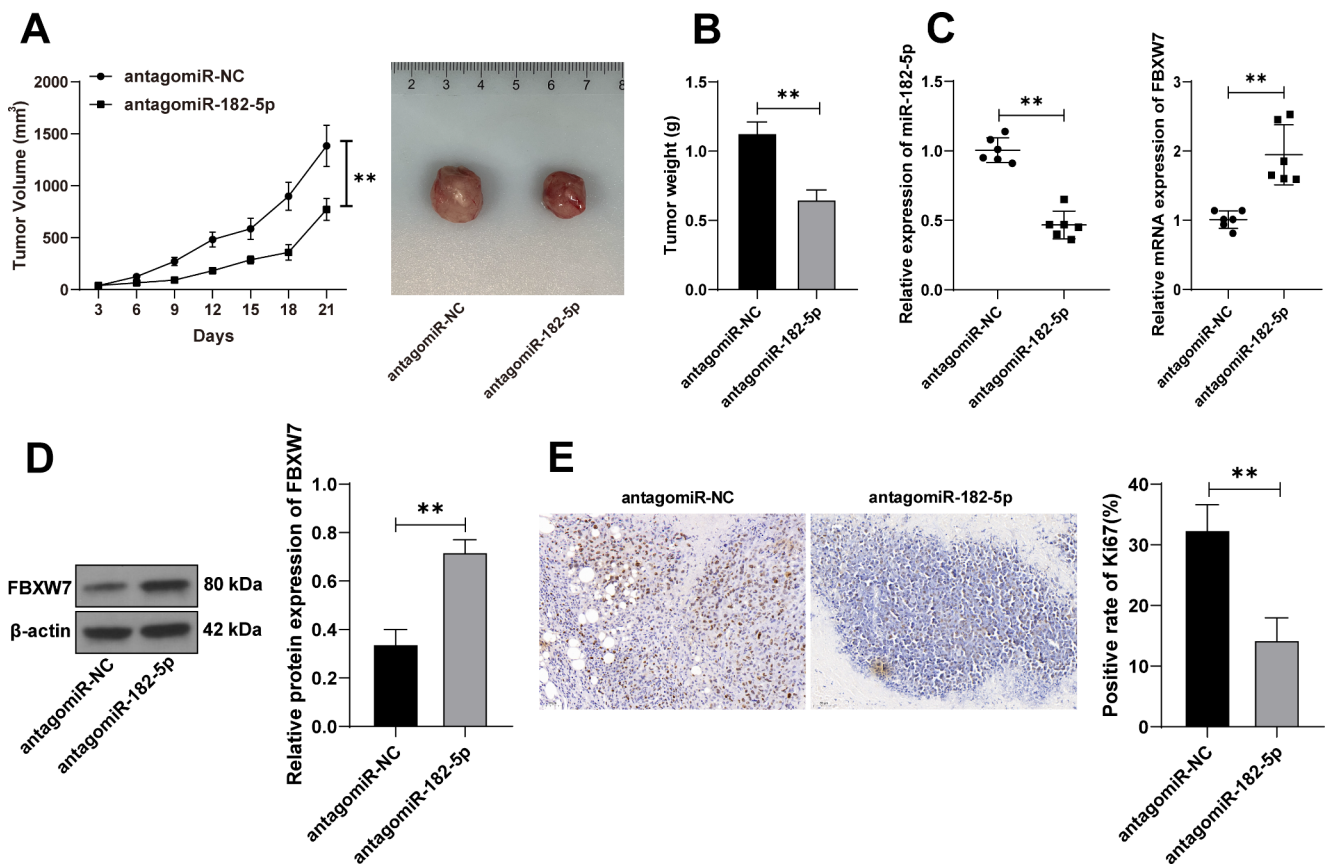 A
antagomiR-NC
antagomiR-182-5p
Tumor Volume (mm³)
2000
1500
1000
500
0
3 6 9 12 15 18 21
Days
**
2 3 4 5 6 7 8
antagomiR-NC
antagomiR-182-5p
B
Tumor weight (g)
2.0
1.5
1.0
0.5
0.0
**
antagomiR-NC
antagomiR-182-5p
C
Relative expression of miR-182-5p
1.5
1.0
0.5
0.0
**
antagomiR-NC
antagomiR-182-5p
Relative mRNA expression of FBXW7
3
2
1
0
**
antagomiR-NC
antagomiR-182-5p
D
FBXW7 80 kDa
β-actin 42 kDa
antagomiR-NC
antagomiR-182-5p
Relative protein expression of FBXW7
1.0
0.8
0.6
0.4
0.2
0.0
**
antagomiR-NC
antagomiR-182-5p
E
antagomiR-NC
antagomiR-182-5p
Positive rate of Ki67(%)
40
30
20
10
0
**
antagomiR-NC
antagomiR-182-5p